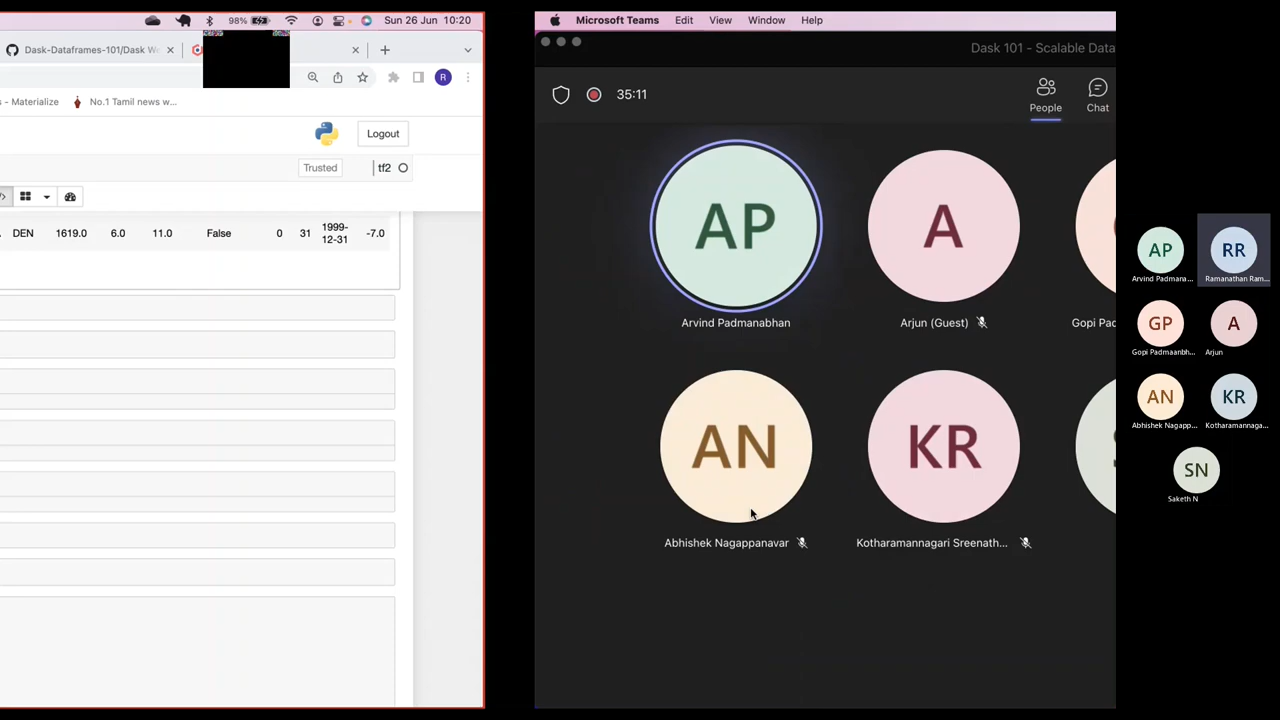 98%
Sun 26 Jun 10:20
Dask-Dataframes-101/Dask We
R
- Materialize
No.1 Tamil news w...
Logout
Trusted
tf2
DEN 1619.0 6.0 11.0 False 0 31 1999-12-31 -7.0
Microsoft Teams Edit View Window Help
Dask 101 - Scalable Data
35:11
People
Chat
AP
Arvind Padmanabhan
A
Arjun (Guest)
Gopi Pad
AN
Abhishek Nagappanavar
KR
Kotharamannagari Sreenath...
AP
Arvind Padmana...
RR
Ramanathan Ram...
GP
Gopi Padmaanbh...
A
Arjun
AN
Abhishek Nagapp...
KR
Kotharamannaga...
SN
Saketh N